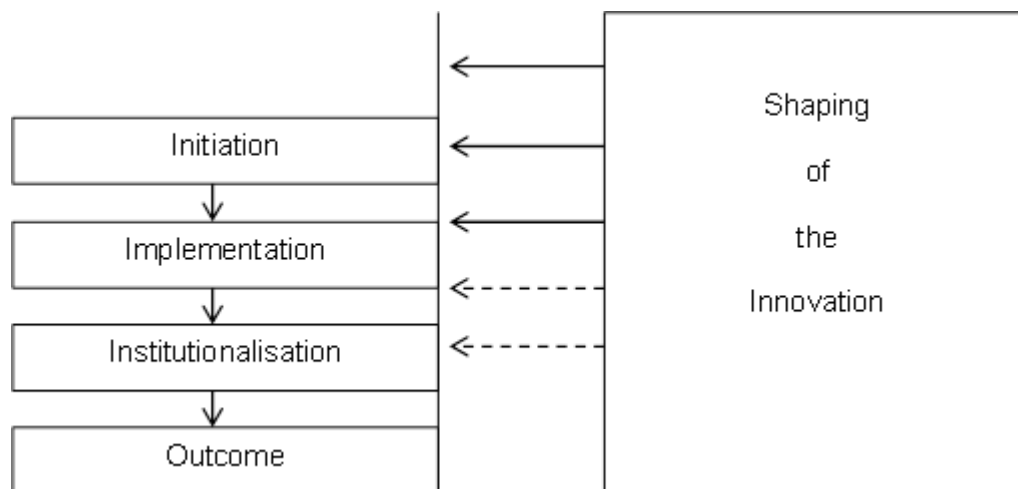 Initiation
Implementation
Institutionalisation
Outcome
Shaping
of
the
Innovation